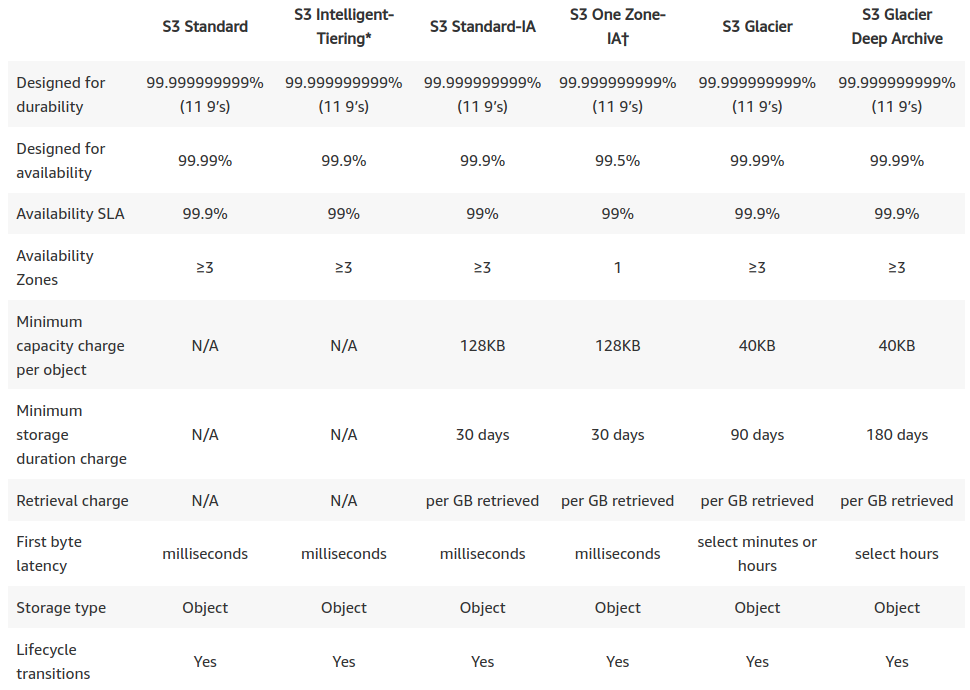 S3 Standard S3 Intelligent-Tiering* S3 Standard-IA S3 One Zone-IA† S3 Glacier S3 Glacier Deep Archive
Designed for durability 99.999999999% (11 9’s) 99.999999999% (11 9’s) 99.999999999% (11 9’s) 99.999999999% (11 9’s) 99.999999999% (11 9’s) 99.999999999% (11 9’s)
Designed for availability 99.99% 99.9% 99.9% 99.5% 99.99% 99.99%
Availability SLA 99.9% 99% 99% 99% 99.9% 99.9%
Availability Zones ≥3 ≥3 ≥3 1 ≥3 ≥3
Minimum capacity charge per object N/A N/A 128KB 128KB 40KB 40KB
Minimum storage duration charge N/A N/A 30 days 30 days 90 days 180 days
Retrieval charge N/A N/A per GB retrieved per GB retrieved per GB retrieved per GB retrieved
First byte latency milliseconds milliseconds milliseconds milliseconds select minutes or hours select hours
Storage type Object Object Object Object Object Object
Lifecycle transitions Yes Yes Yes Yes Yes Yes